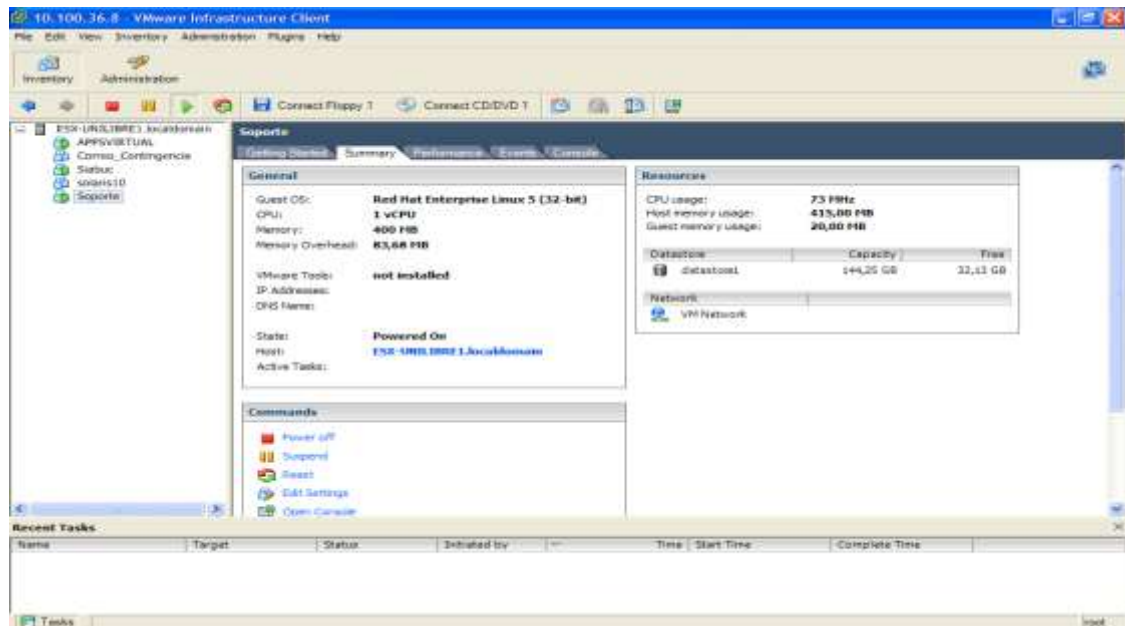 10.100.36.8 - VMware Infrastructure Client
File Edit View Inventory Administration Plugins Help
Inventory Administration
Connect Floppy 1 Connect CD/DVD 1
ESX-UNILIBRE1.localdomain
APPSVIRTUAL
Correo_Contingencia
Siabuc
solaris10
Soporte
Soporte
Getting Started Summary Performance Events Console
General
Guest OS: Red Hat Enterprise Linux 5 (32-bit)
CPU: 1 vCPU
Memory: 400 MB
Memory Overhead: 83,68 MB
VMware Tools: not installed
IP Addresses:
DNS Name:
State: Powered On
Host: ESX-UNILIBRE1.localdomain
Active Tasks:
Commands
Power off
Suspend
Reset
Edit Settings
Open Console
Resources
CPU usage: 73 MHz
Host memory usage: 415,00 MB
Guest memory usage: 20,00 MB
Datastore Capacity Free
datastore1 144,25 GB 32,13 GB
Network
VM Network
Recent Tasks
Name Target Status Initiated by Time Start Time Complete Time
Tasks root